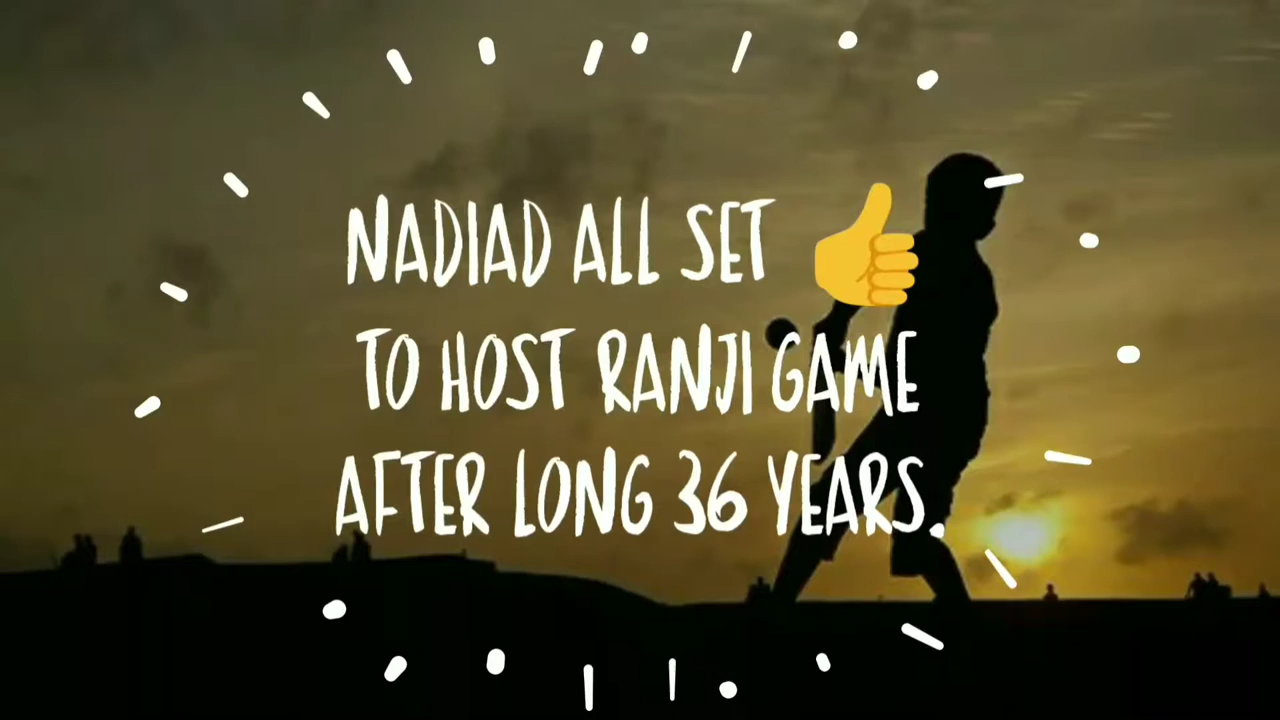 NADIAD ALL SET 👍
TO HOST RANJI GAME
AFTER LONG 36 YEARS.